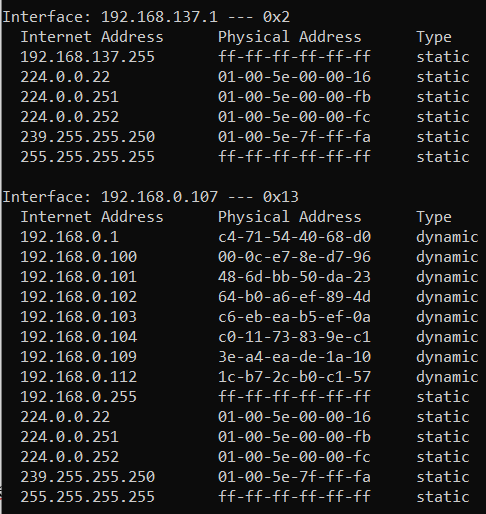 Interface: 192.168.137.1 --- 0x2
  Internet Address      Physical Address      Type
  192.168.137.255       ff-ff-ff-ff-ff-ff     static
  224.0.0.22            01-00-5e-00-00-16     static
  224.0.0.251           01-00-5e-00-00-fb     static
  224.0.0.252           01-00-5e-00-00-fc     static
  239.255.255.250       01-00-5e-7f-ff-fa     static
  255.255.255.255       ff-ff-ff-ff-ff-ff     static

Interface: 192.168.0.107 --- 0x13
  Internet Address      Physical Address      Type
  192.168.0.1           c4-71-54-40-68-d0     dynamic
  192.168.0.100         00-0c-e7-8e-d7-96     dynamic
  192.168.0.101         48-6d-bb-50-da-23     dynamic
  192.168.0.102         64-b0-a6-ef-89-4d     dynamic
  192.168.0.103         c6-eb-ea-b5-ef-0a     dynamic
  192.168.0.104         c0-11-73-83-9e-c1     dynamic
  192.168.0.109         3e-a4-ea-de-1a-10     dynamic
  192.168.0.112         1c-b7-2c-b0-c1-57     dynamic
  192.168.0.255         ff-ff-ff-ff-ff-ff     static
  224.0.0.22            01-00-5e-00-00-16     static
  224.0.0.251           01-00-5e-00-00-fb     static
  224.0.0.252           01-00-5e-00-00-fc     static
  239.255.255.250       01-00-5e-7f-ff-fa     static
  255.255.255.255       ff-ff-ff-ff-ff-ff     static